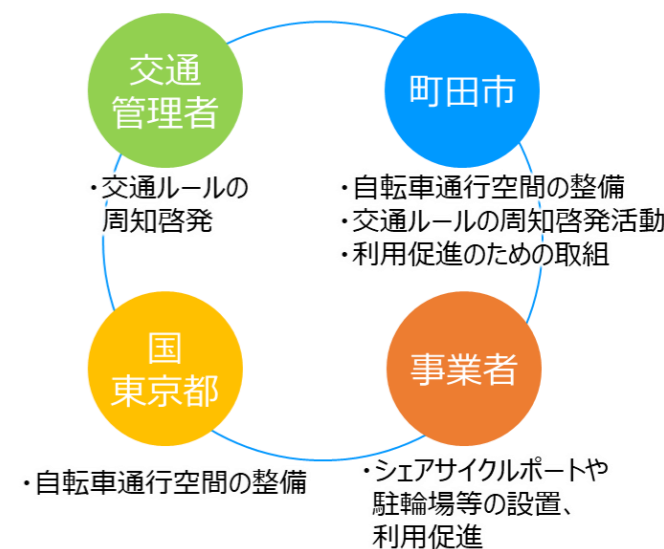 交通
管理者
・交通ルールの
周知啓発
町田市
・自転車通行空間の整備
・交通ルールの周知啓発活動
・利用促進のための取組
国
東京都
・自転車通行空間の整備
事業者
・シェアサイクルポートや
駐輪場等の設置、
利用促進